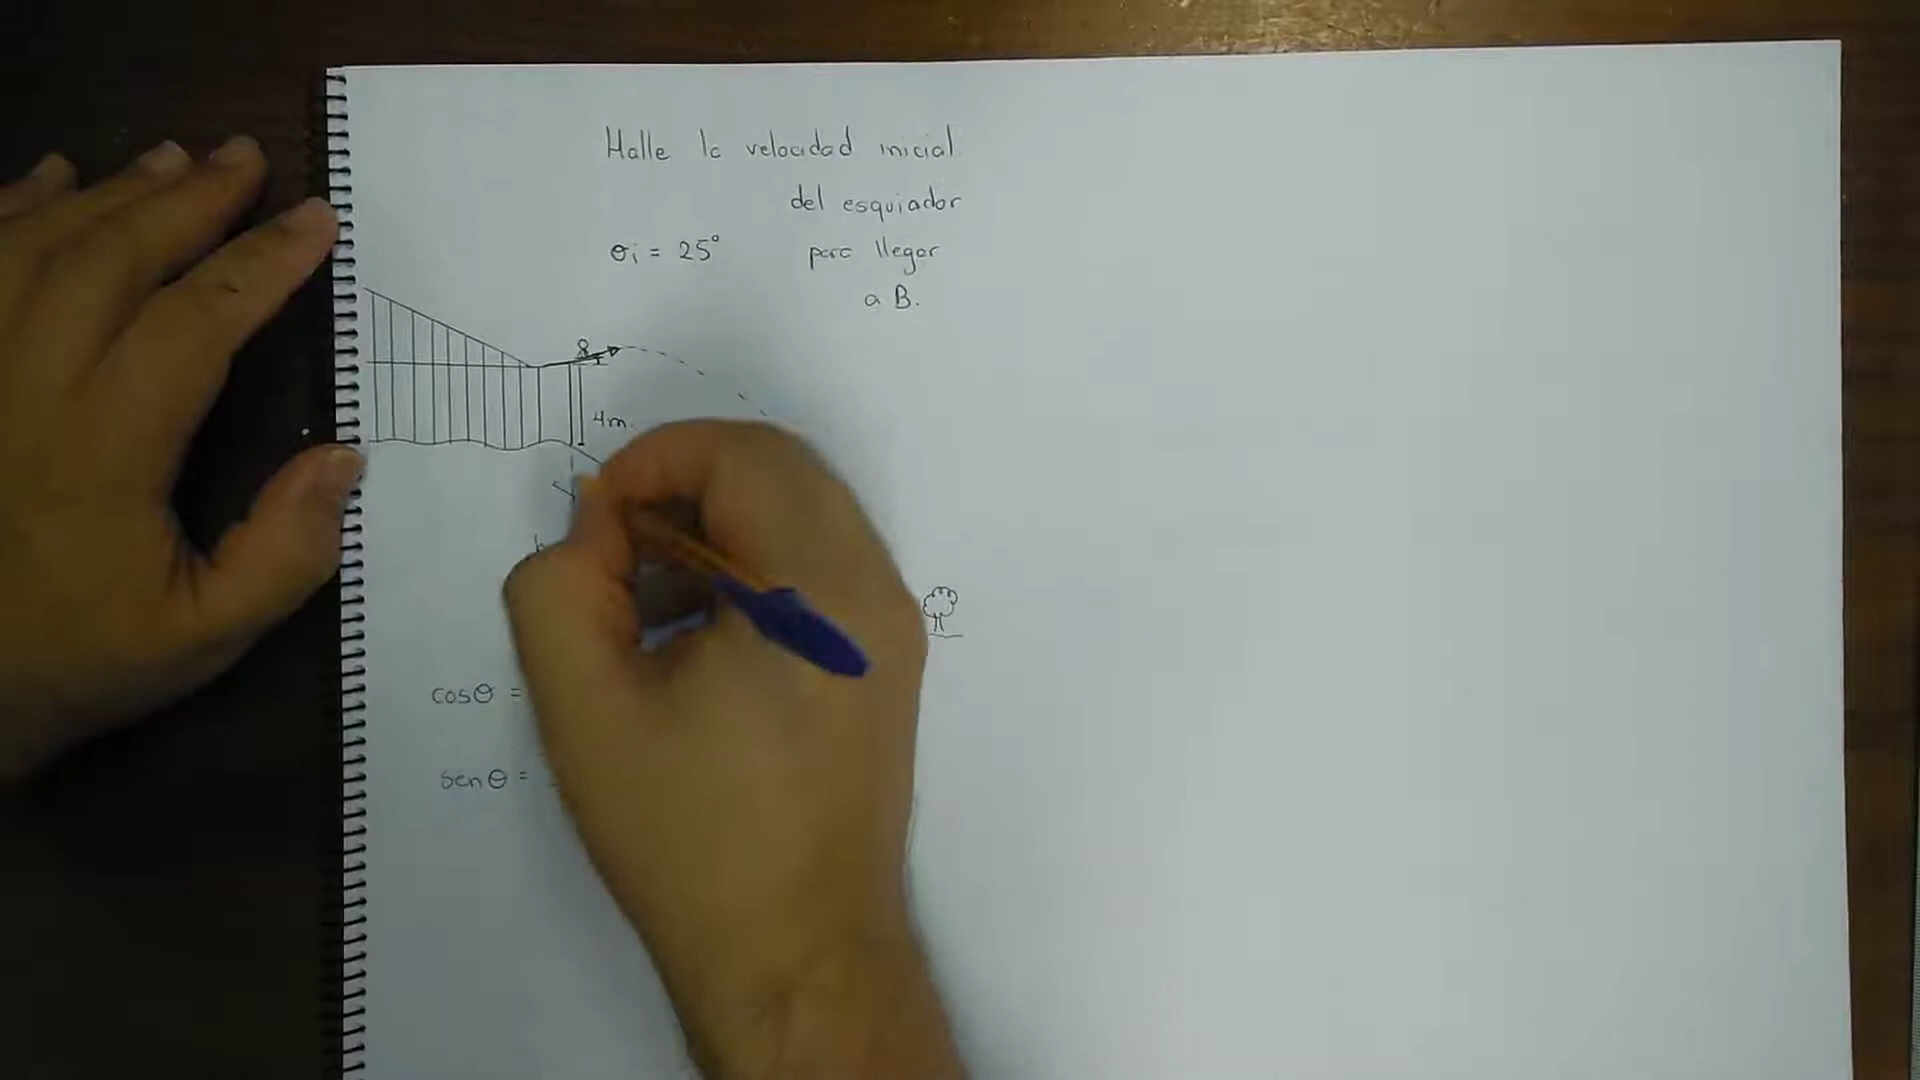 Halle la velocidad inicial
del esquiador
θi = 25° para llegar
a B.
4m.
cosθ =
senθ =